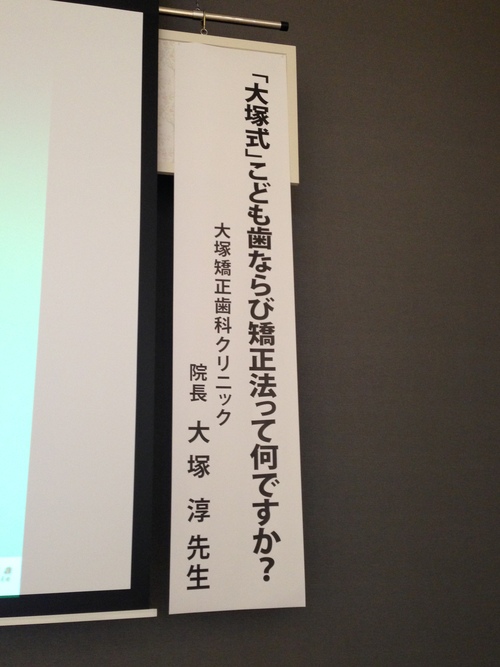 「大塚式」こども歯ならび矯正法って何ですか？
大塚矯正歯科クリニック
院長 大塚 淳 先生